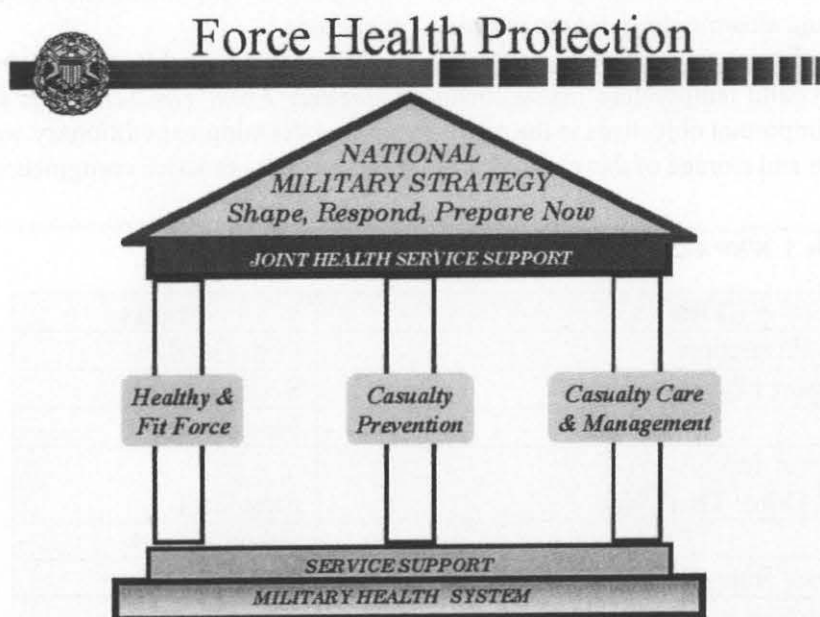 Force Health Protection
NATIONAL
MILITARY STRATEGY
Shape, Respond, Prepare Now
JOINT HEALTH SERVICE SUPPORT
Healthy &
Fit Force
Casualty
Prevention
Casualty Care
& Management
SERVICE SUPPORT
MILITARY HEALTH SYSTEM